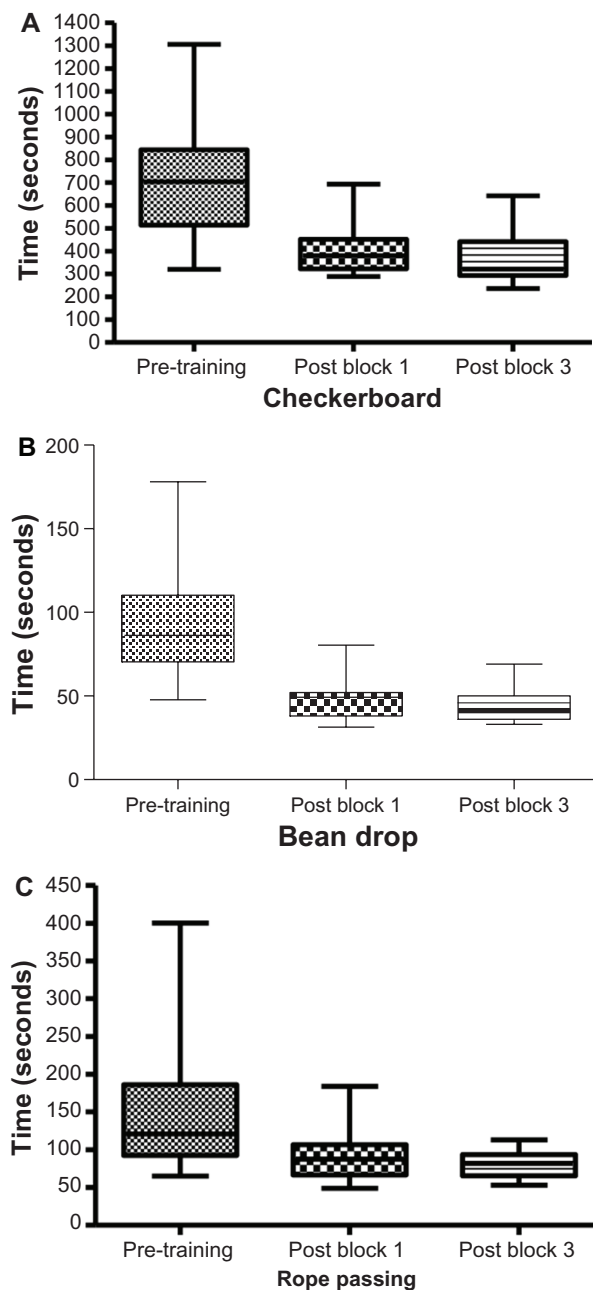 A
Time (seconds)
1400
1300
1200
1100
1000
900
800
700
600
500
400
300
200
100
0
Pre-training Post block 1 Post block 3
Checkerboard
B
Time (seconds)
200
150
100
50
0
Pre-training Post block 1 Post block 3
Bean drop
C
Time (seconds)
450
400
350
300
250
200
150
100
50
0
Pre-training Post block 1 Post block 3
Rope passing